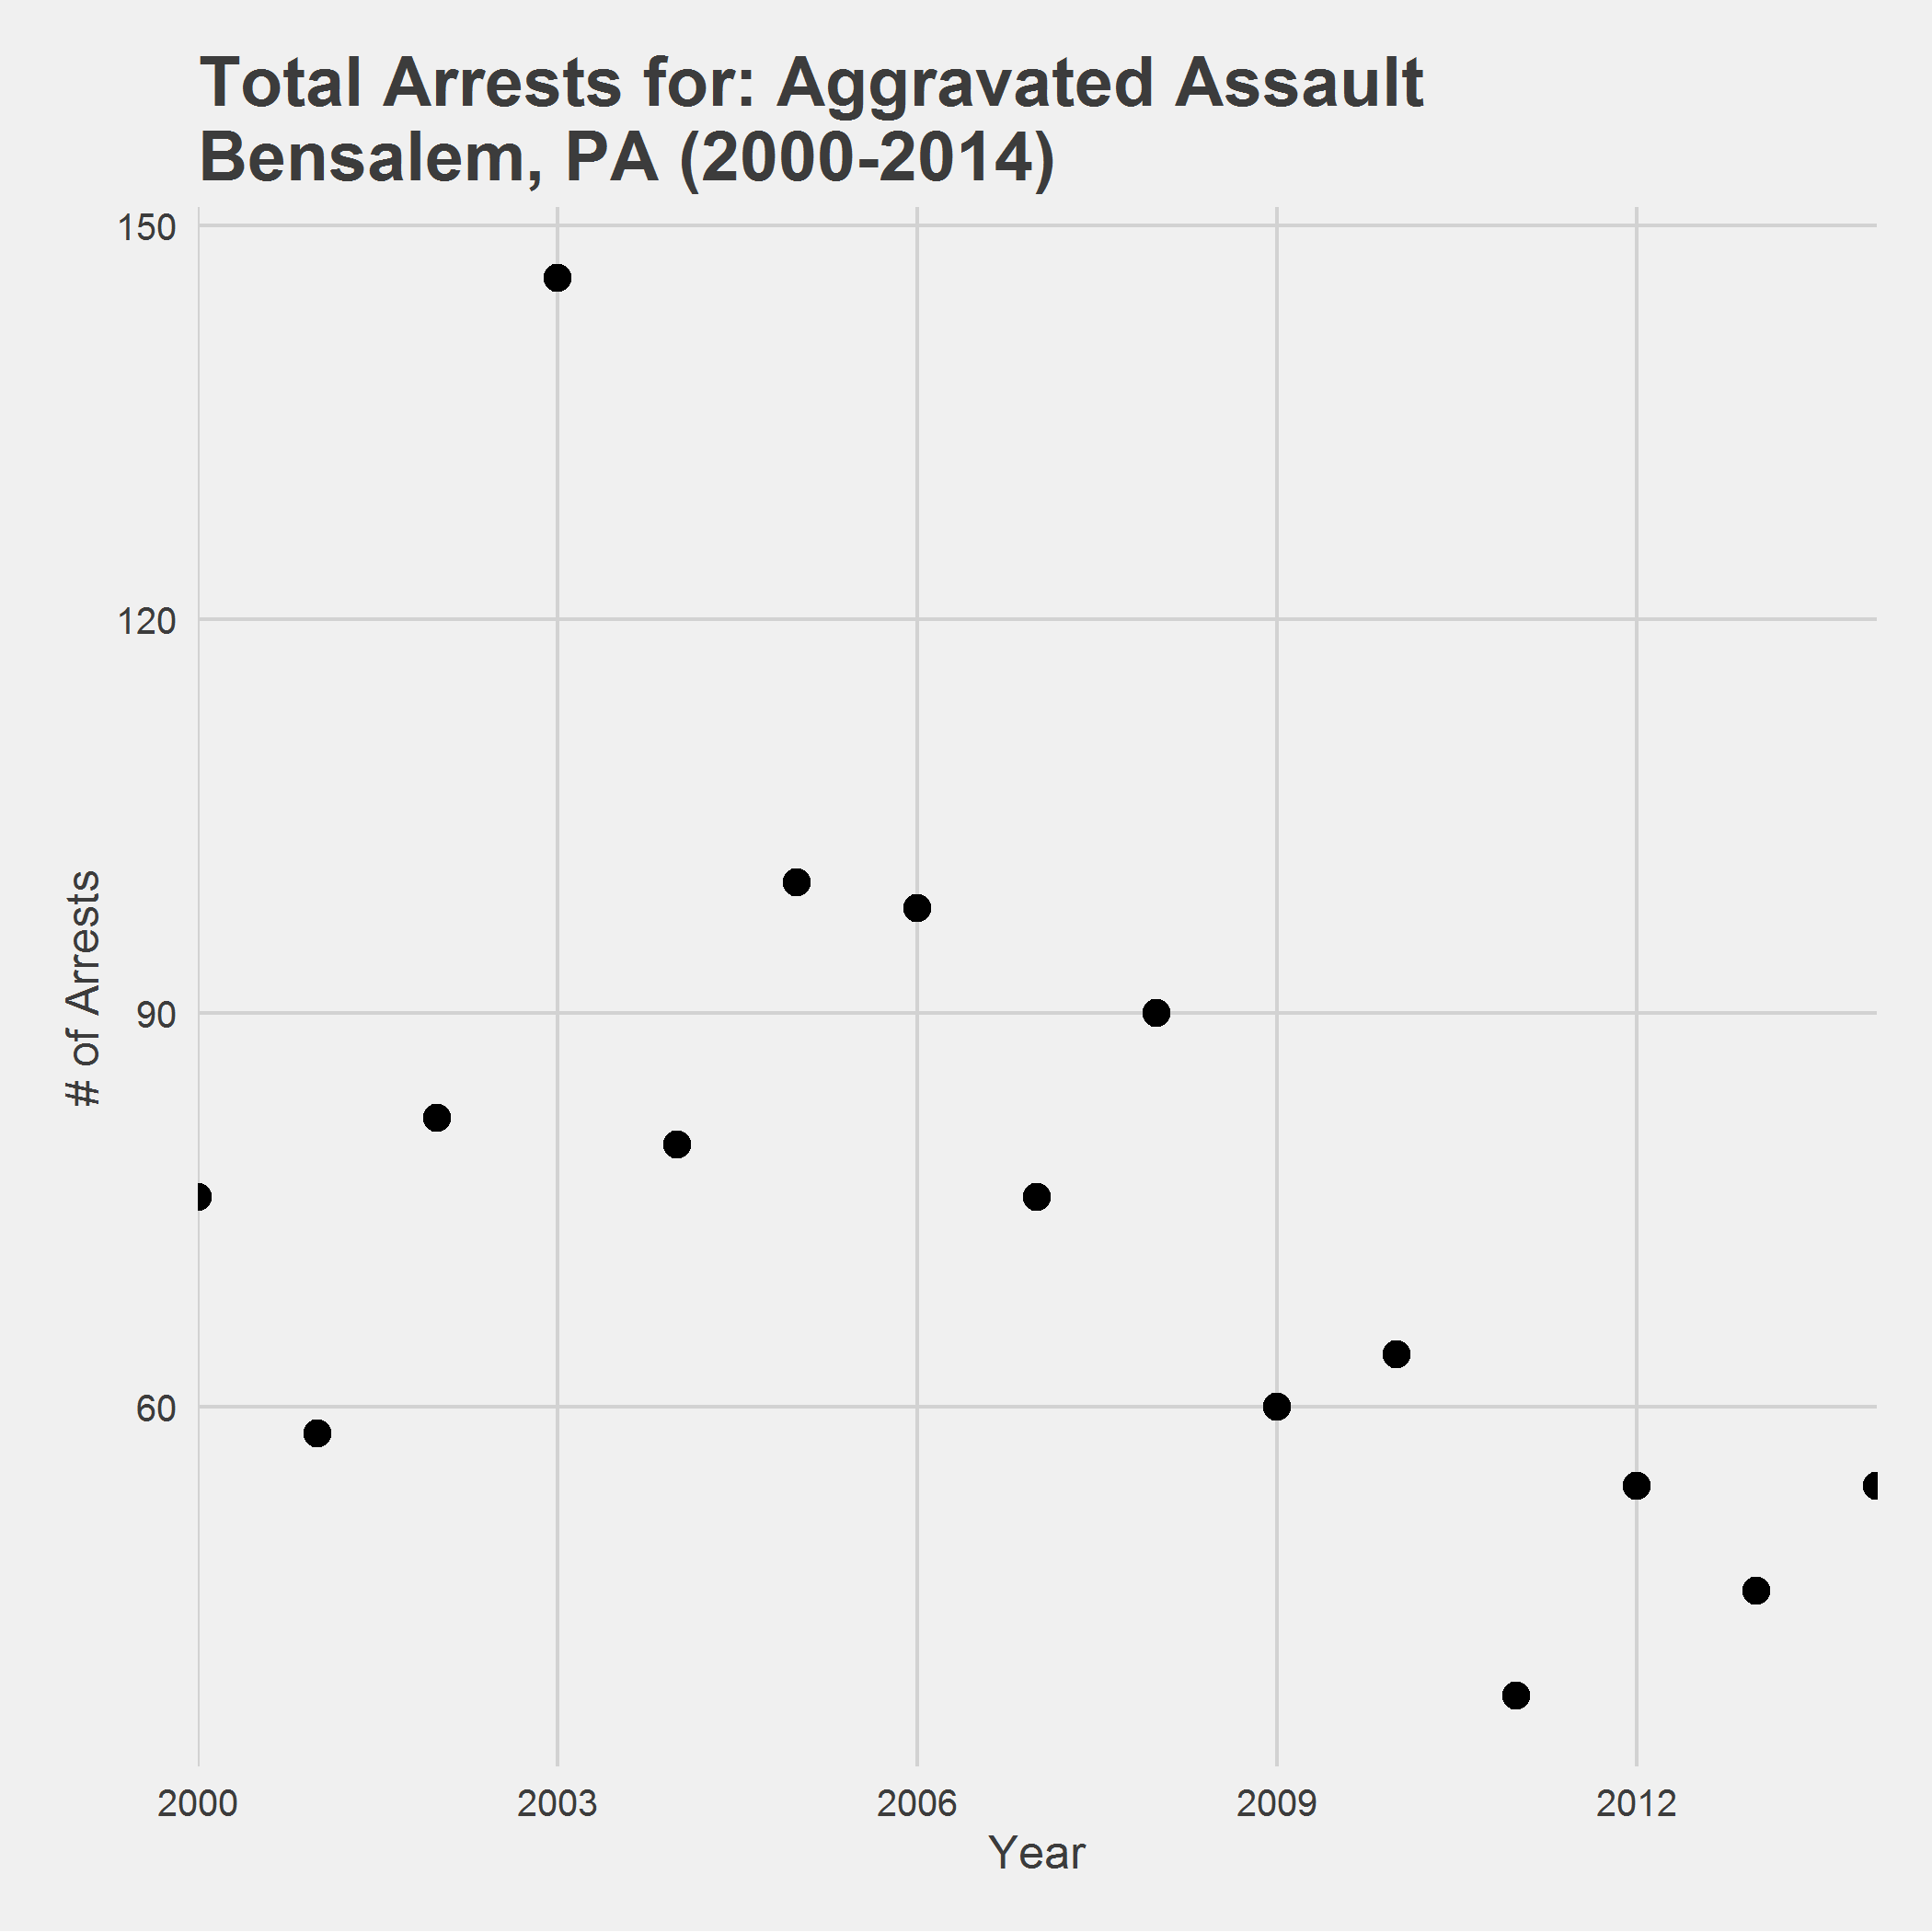 Total Arrests for: Aggravated Assault
Bensalem, PA (2000-2014)
150
120
90
60
# of Arrests
2000
2003
2006
2009
2012
Year